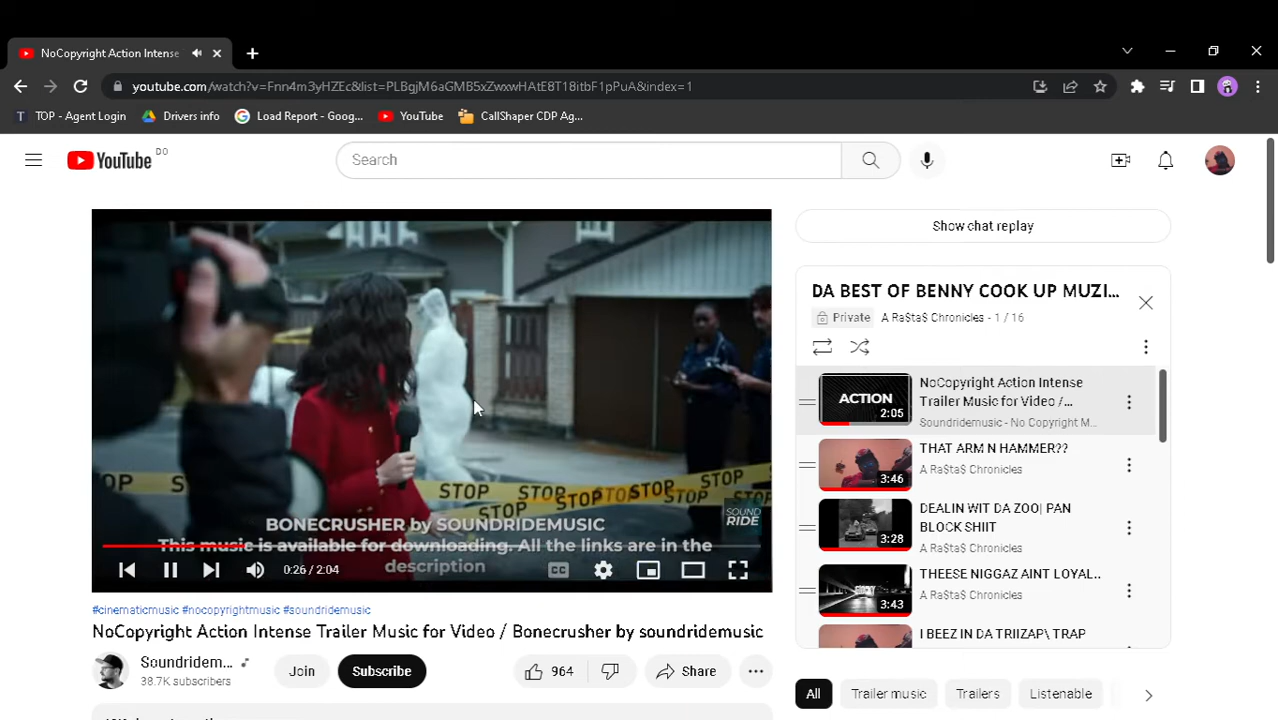 NoCopyright Action Intense
youtube.com/watch?v=Fnn4m3yHZEc&list=PLBgjM6aGMB5xZwxwHAtE8T18itbF1pPuA&index=1
TOP - Agent Login
Drivers info
Load Report - Goog...
YouTube
CallShaper CDP Ag...
YouTube
DO
Search
STOP STOP STOP STOP STOP STOP
SOUND
RIDE
BONECRUSHER by SOUNDRIDEMUSIC
This music is available for downloading. All the links are in the
description
0:26 / 2:04
CC
#cinematicmusic #nocopyrightmusic #soundridemusic
NoCopyright Action Intense Trailer Music for Video / Bonecrusher by soundridemusic
Soundridem...
38.7K subscribers
Join
Subscribe
964
Share
Show chat replay
DA BEST OF BENNY COOK UP MUZI...
Private
A Ra$ta$ Chronicles - 1 / 16
ACTION
2:05
NoCopyright Action Intense
Trailer Music for Video /...
Soundridemusic - No Copyright M...
3:46
THAT ARM N HAMMER??
A Ra$ta$ Chronicles
3:28
DEALIN WIT DA ZOO| PAN
BLOCK SHIIT
A Ra$ta$ Chronicles
3:43
THEESE NIGGAZ AINT LOYAL..
A Ra$ta$ Chronicles
I BEEZ IN DA TRIIZAP\ TRAP
All
Trailer music
Trailers
Listenable